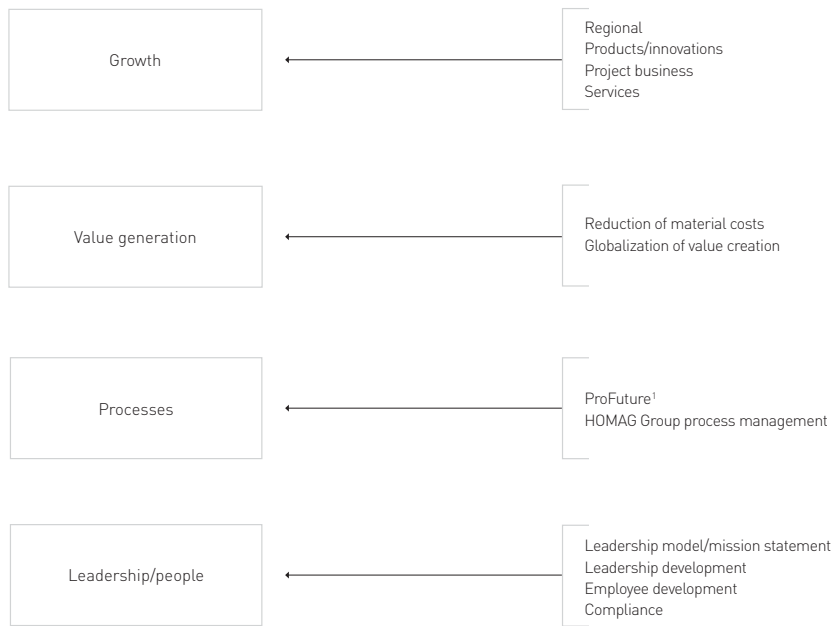 Growth
Regional
Products/innovations
Project business
Services
Value generation
Reduction of material costs
Globalization of value creation
Processes
ProFuture¹
HOMAG Group process management
Leadership/people
Leadership model/mission statement
Leadership development
Employee development
Compliance